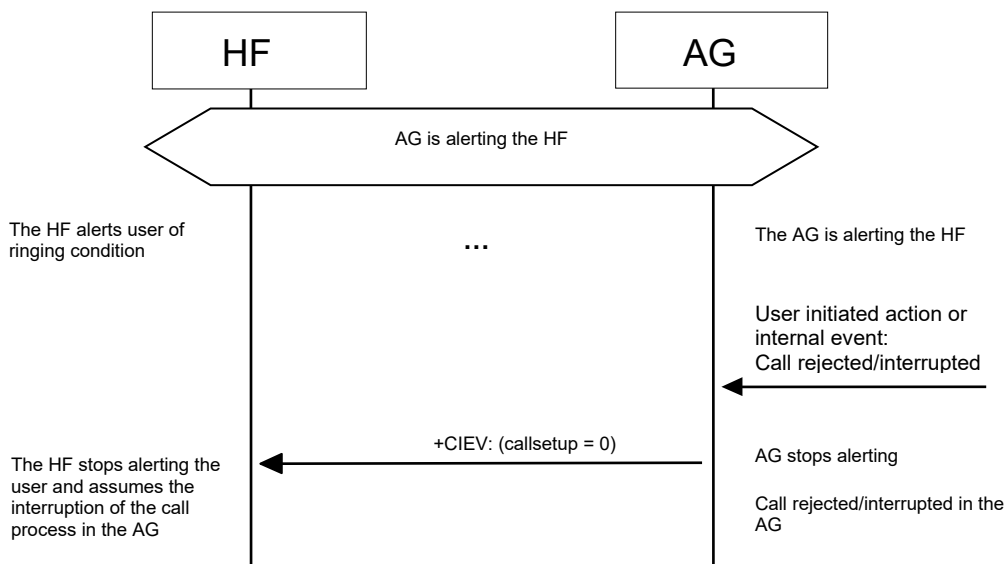 HF
AG
AG is alerting the HF
The HF alerts user of
ringing condition
...
The AG is alerting the HF
User initiated action or
internal event:
Call rejected/interrupted
+CIEV: (callsetup = 0)
The HF stops alerting the
user and assumes the
interruption of the call
process in the AG
AG stops alerting
Call rejected/interrupted in the
AG